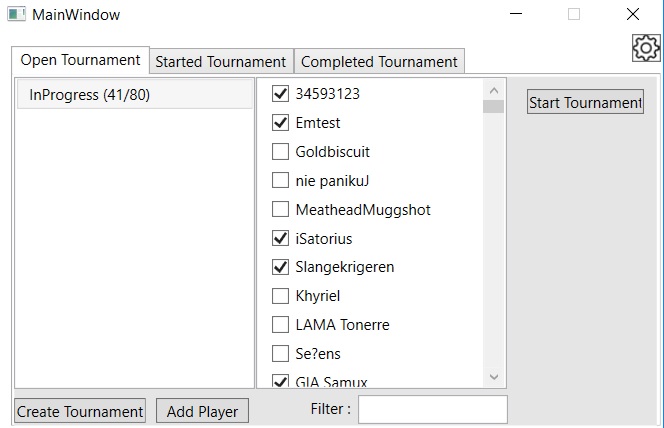 MainWindow
Open Tournament
Started Tournament
Completed Tournament
InProgress (41/80)
34593123
Emtest
Goldbiscuit
nie panikuJ
MeatheadMuggshot
iSatorius
Slangekrigeren
Khyriel
LAMA Tonerre
Se?ens
GIA Samux
Start Tournament
Create Tournament
Add Player
Filter :